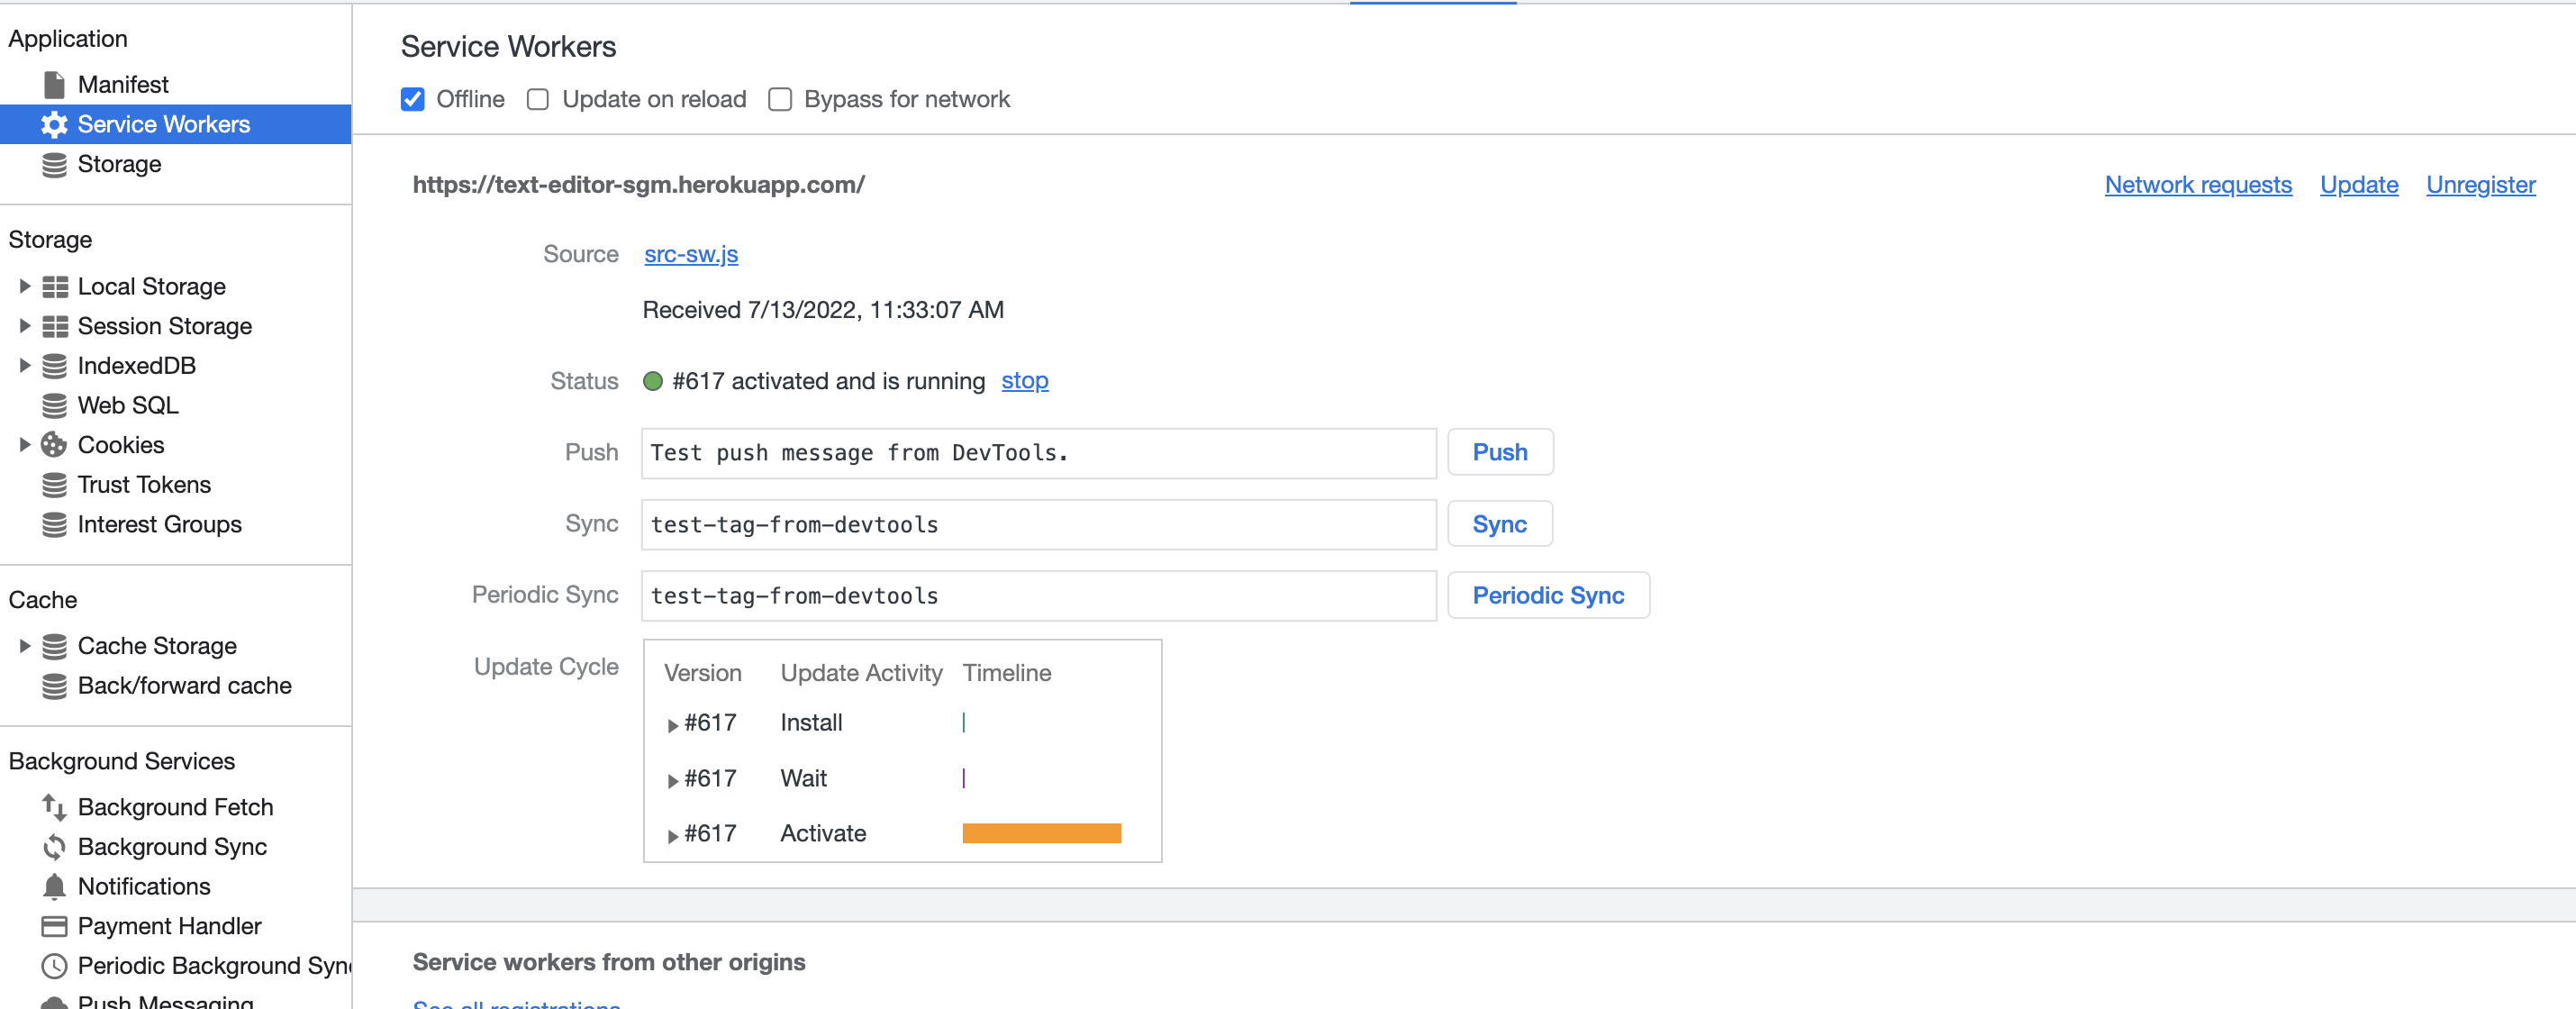 Application
Manifest
Service Workers
Storage
Storage
Local Storage
Session Storage
IndexedDB
Web SQL
Cookies
Trust Tokens
Interest Groups
Cache
Cache Storage
Back/forward cache
Background Services
Background Fetch
Background Sync
Notifications
Payment Handler
Periodic Background Sync
Push Messaging
Service Workers
Offline Update on reload Bypass for network
https://text-editor-sgm.herokuapp.com/ Network requests Update Unregister
Source src-sw.js
Received 7/13/2022, 11:33:07 AM
Status #617 activated and is running stop
Push Test push message from DevTools. Push
Sync test-tag-from-devtools Sync
Periodic Sync test-tag-from-devtools Periodic Sync
Update Cycle Version Update Activity Timeline
#617 Install
#617 Wait
#617 Activate
Service workers from other origins
See all registrations